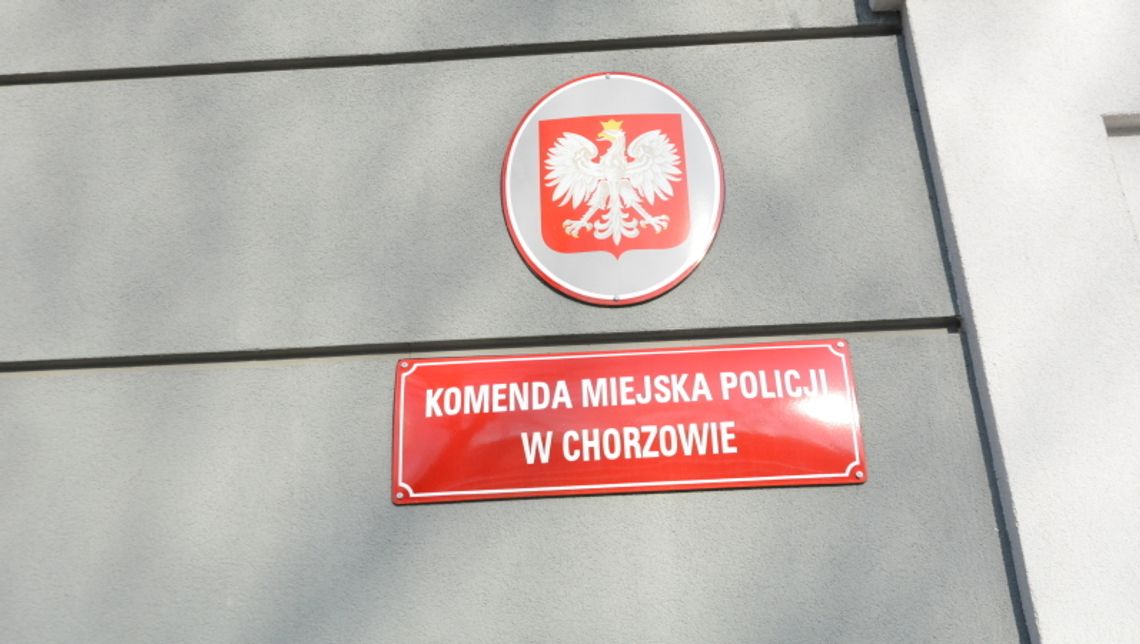 KOMENDA MIEJSKA POLICJI
W CHORZOWIE